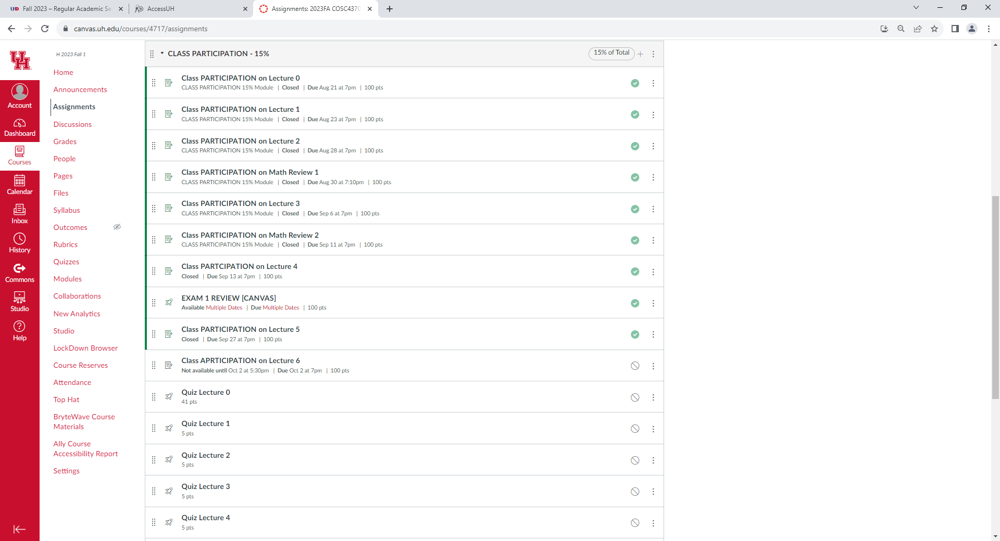 Fall 2023 – Regular Academic Se
AccessUH
Assignments: 2023FA COSC4370
canvas.uh.edu/courses/4717/assignments
Account
Dashboard
Courses
Calendar
Inbox
History
Commons
Studio
Help
H 2023 Fall 1
Home
Announcements
Assignments
Discussions
Grades
People
Pages
Files
Syllabus
Outcomes
Rubrics
Quizzes
Modules
Collaborations
New Analytics
Studio
LockDown Browser
Course Reserves
Attendance
Top Hat
BryteWave Course
Materials
Ally Course
Accessibility Report
Settings
CLASS PARTICIPATION - 15%
15% of Total
Class PARTICIPATION on Lecture 0
CLASS PARTICIPATION 15% Module | Closed | Due Aug 21 at 7pm | 100 pts
Class PARTICIPATION on Lecture 1
CLASS PARTICIPATION 15% Module | Closed | Due Aug 23 at 7pm | 100 pts
Class PARTICIPATION on Lecture 2
CLASS PARTICIPATION 15% Module | Closed | Due Aug 28 at 7pm | 100 pts
Class PARTICIPATION on Math Review 1
CLASS PARTICIPATION 15% Module | Closed | Due Aug 30 at 7:10pm | 100 pts
Class PARTICIPATION on Lecture 3
CLASS PARTICIPATION 15% Module | Closed | Due Sep 6 at 7pm | 100 pts
Class PARTICIPATION on Math Review 2
CLASS PARTICIPATION 15% Module | Closed | Due Sep 11 at 7pm | 100 pts
Class PARTCIPATION on Lecture 4
Closed | Due Sep 13 at 7pm | 100 pts
EXAM 1 REVIEW [CANVAS]
Available Multiple Dates | Due Multiple Dates | 100 pts
Class PARTICIPATION on Lecture 5
Closed | Due Sep 27 at 7pm | 100 pts
Class APRTICIPATION on Lecture 6
Not available until Oct 2 at 5:30pm | Due Oct 2 at 7pm | 100 pts
Quiz Lecture 0
41 pts
Quiz Lecture 1
5 pts
Quiz Lecture 2
5 pts
Quiz Lecture 3
5 pts
Quiz Lecture 4
5 pts